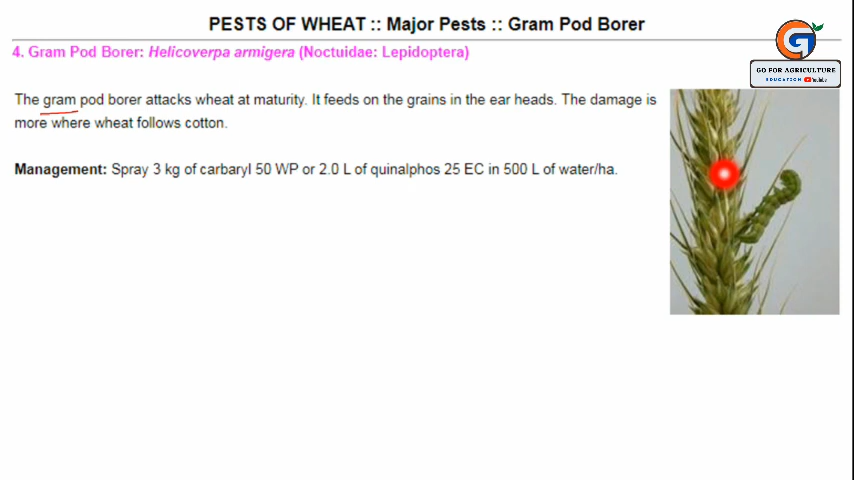 PESTS OF WHEAT :: Major Pests :: Gram Pod Borer
4. Gram Pod Borer: Helicoverpa armigera (Noctuidae: Lepidoptera)
GO FOR AGRICULTURE
EDUCATION YouTube
The gram pod borer attacks wheat at maturity. It feeds on the grains in the ear heads. The damage is
more where wheat follows cotton.
Management: Spray 3 kg of carbaryl 50 WP or 2.0 L of quinalphos 25 EC in 500 L of water/ha.